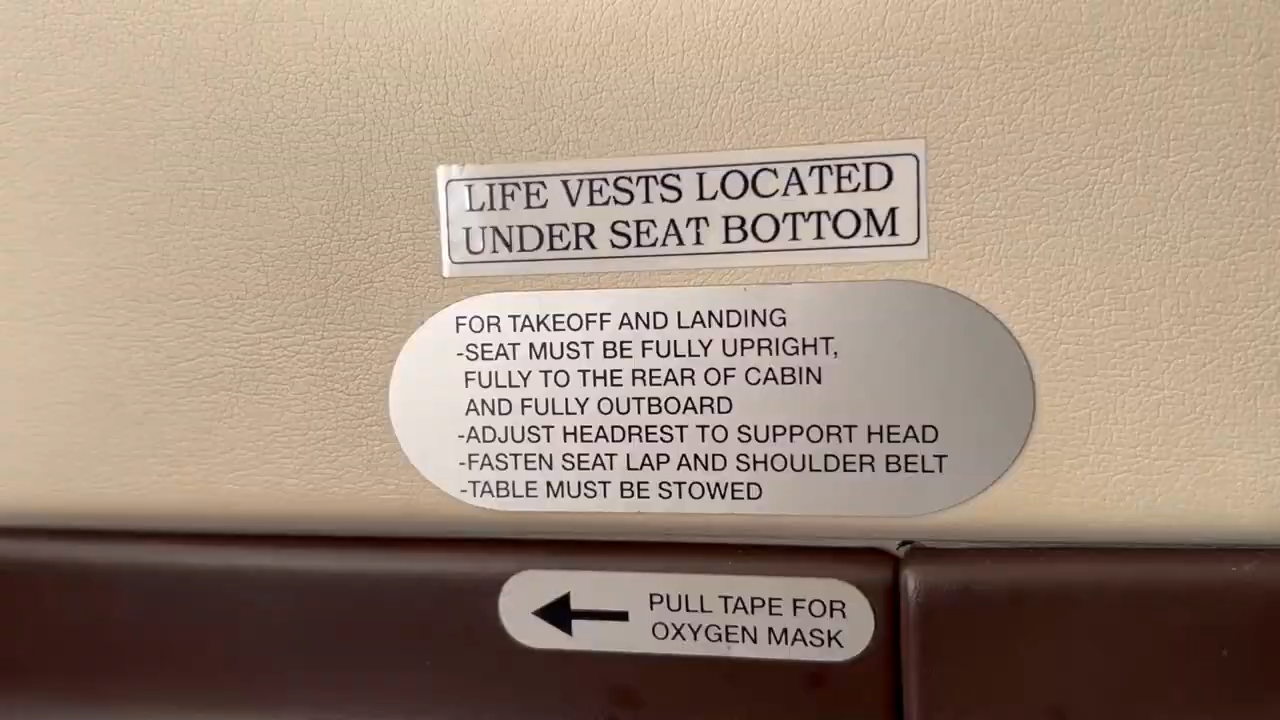 LIFE VESTS LOCATED
UNDER SEAT BOTTOM
FOR TAKEOFF AND LANDING
-SEAT MUST BE FULLY UPRIGHT,
FULLY TO THE REAR OF CABIN
AND FULLY OUTBOARD
-ADJUST HEADREST TO SUPPORT HEAD
-FASTEN SEAT LAP AND SHOULDER BELT
-TABLE MUST BE STOWED
PULL TAPE FOR
OXYGEN MASK